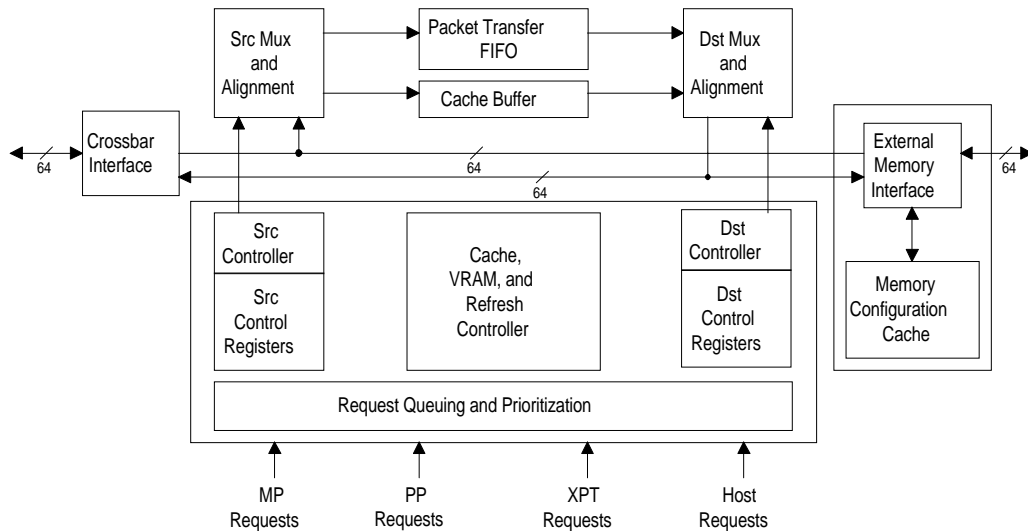 Src Mux
and
Alignment
Packet Transfer
FIFO
Cache Buffer
Dst Mux
and
Alignment
Crossbar
Interface
64
64
64
External
Memory
Interface
64
Memory
Configuration
Cache
Src
Controller
Src
Control
Registers
Cache,
VRAM, and
Refresh
Controller
Dst
Controller
Dst
Control
Registers
Request Queuing and Prioritization
MP
Requests
PP
Requests
XPT
Requests
Host
Requests